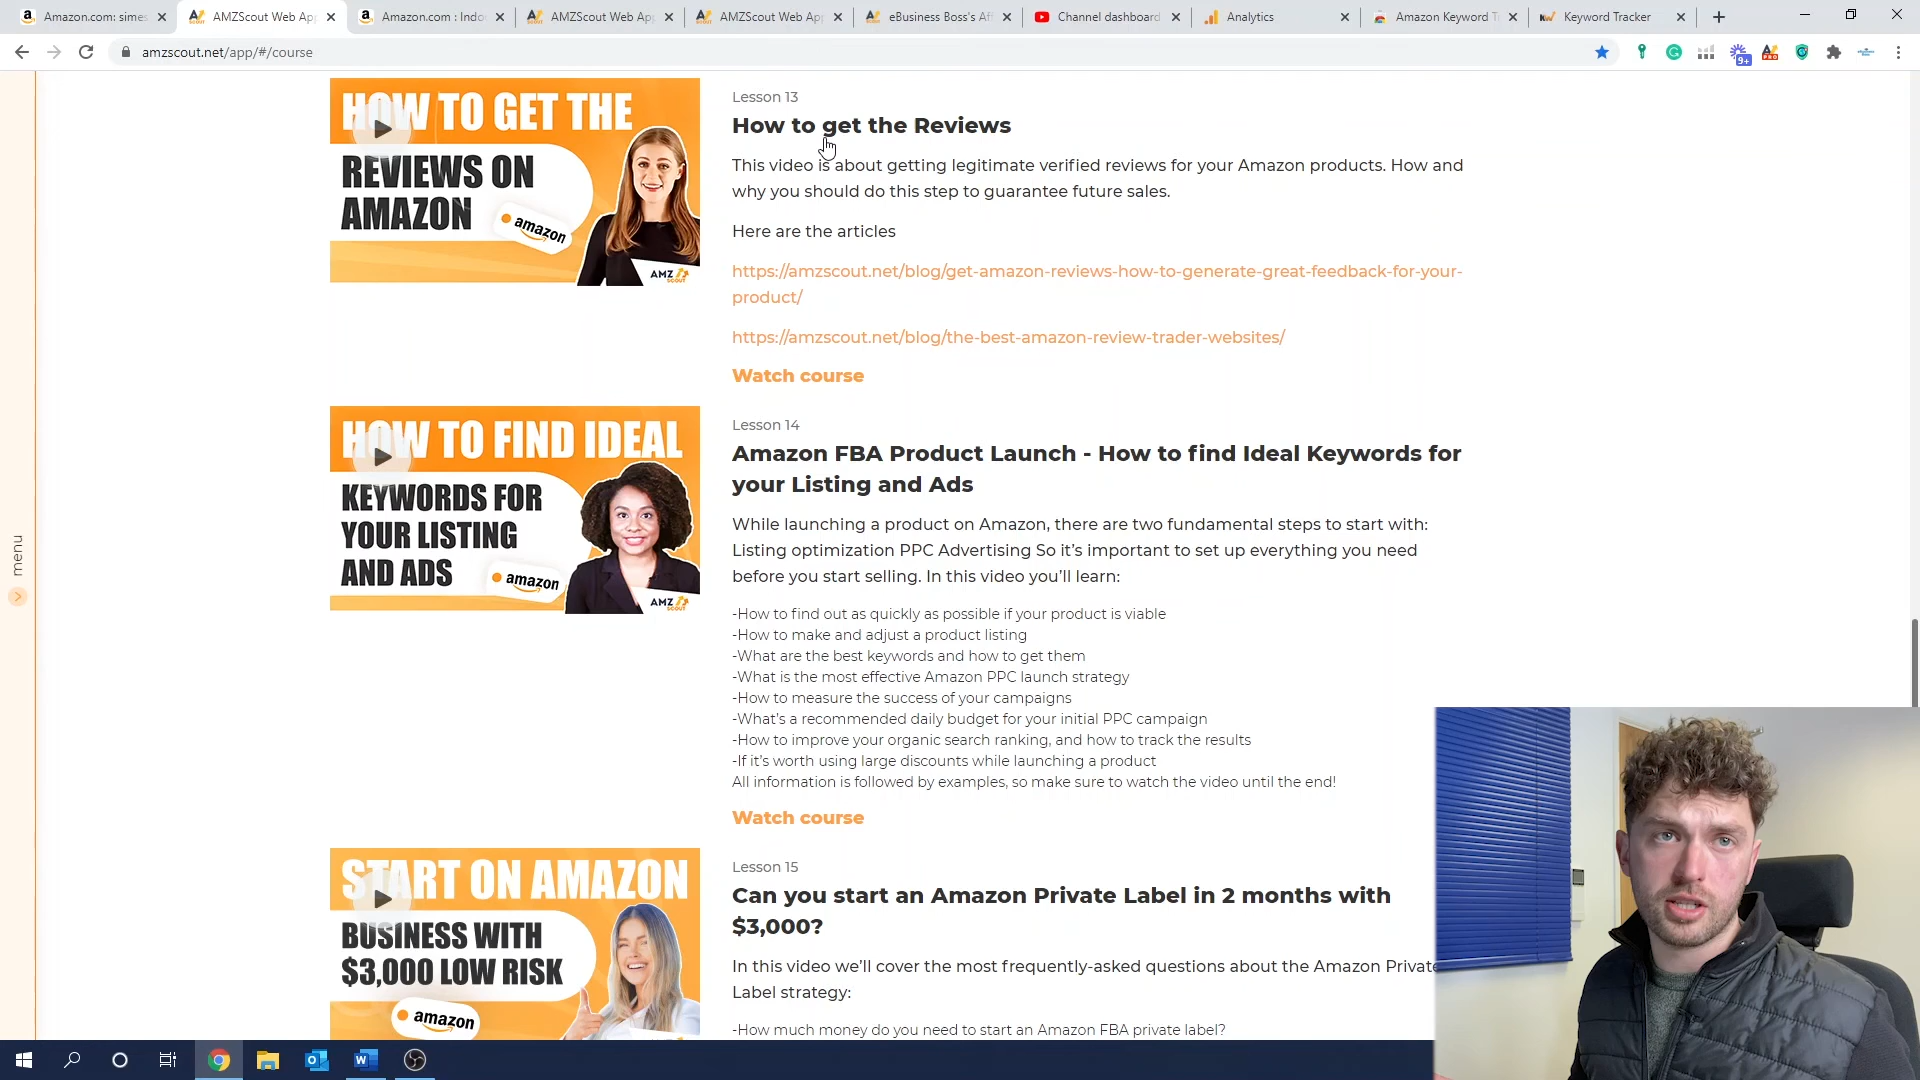 Amazon.com: simes
AMZScout Web App
Amazon.com : Indo
AMZScout Web App
AMZScout Web App
eBusiness Boss's Aff
Channel dashboard
Analytics
Amazon Keyword T
Keyword Tracker
amzscout.net/app/#/course
9+
PRO
menu
HOW TO GET THE
REVIEWS ON
AMAZON
amazon
AMZ
SCOUT
Lesson 13
How to get the Reviews
This video is about getting legitimate verified reviews for your Amazon products. How and
why you should do this step to guarantee future sales.
Here are the articles
https://amzscout.net/blog/get-amazon-reviews-how-to-generate-great-feedback-for-your-
product/
https://amzscout.net/blog/the-best-amazon-review-trader-websites/
Watch course
HOW TO FIND IDEAL
KEYWORDS FOR
YOUR LISTING
AND ADS
amazon
AMZ
SCOUT
Lesson 14
Amazon FBA Product Launch - How to find Ideal Keywords for
your Listing and Ads
While launching a product on Amazon, there are two fundamental steps to start with:
Listing optimization PPC Advertising So it's important to set up everything you need
before you start selling. In this video you'll learn:
-How to find out as quickly as possible if your product is viable
-How to make and adjust a product listing
-What are the best keywords and how to get them
-What is the most effective Amazon PPC launch strategy
-How to measure the success of your campaigns
-What's a recommended daily budget for your initial PPC campaign
-How to improve your organic search ranking, and how to track the results
-If it's worth using large discounts while launching a product
All information is followed by examples, so make sure to watch the video until the end!
Watch course
START ON AMAZON
BUSINESS WITH
$3,000 LOW RISK
amazon
Lesson 15
Can you start an Amazon Private Label in 2 months with
$3,000?
In this video we'll cover the most frequently-asked questions about the Amazon Private
Label strategy:
-How much money do you need to start an Amazon FBA private label?